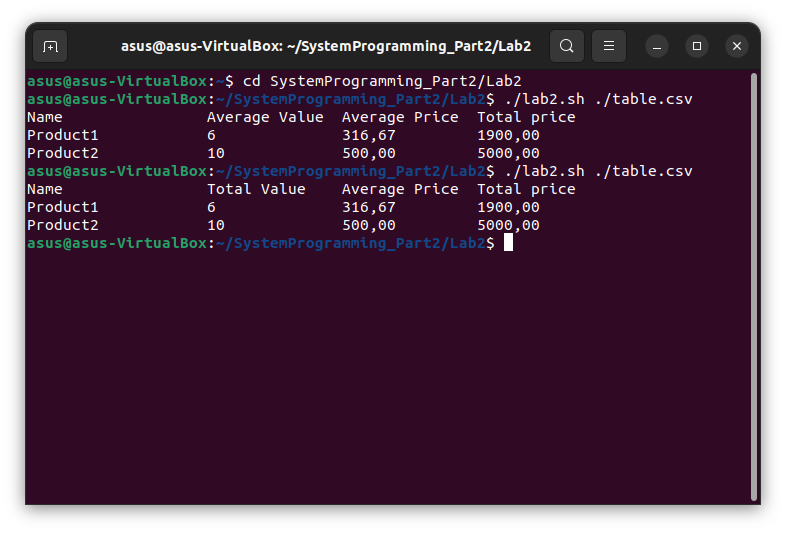 asus@asus-VirtualBox: ~/SystemProgramming_Part2/Lab2
asus@asus-VirtualBox:~$ cd SystemProgramming_Part2/Lab2
asus@asus-VirtualBox:~/SystemProgramming_Part2/Lab2$ ./lab2.sh ./table.csv
Name                Average Value  Average Price  Total price
Product1            6              316,67         1900,00
Product2            10             500,00         5000,00
asus@asus-VirtualBox:~/SystemProgramming_Part2/Lab2$ ./lab2.sh ./table.csv
Name                Total Value    Average Price  Total price
Product1            6              316,67         1900,00
Product2            10             500,00         5000,00
asus@asus-VirtualBox:~/SystemProgramming_Part2/Lab2$